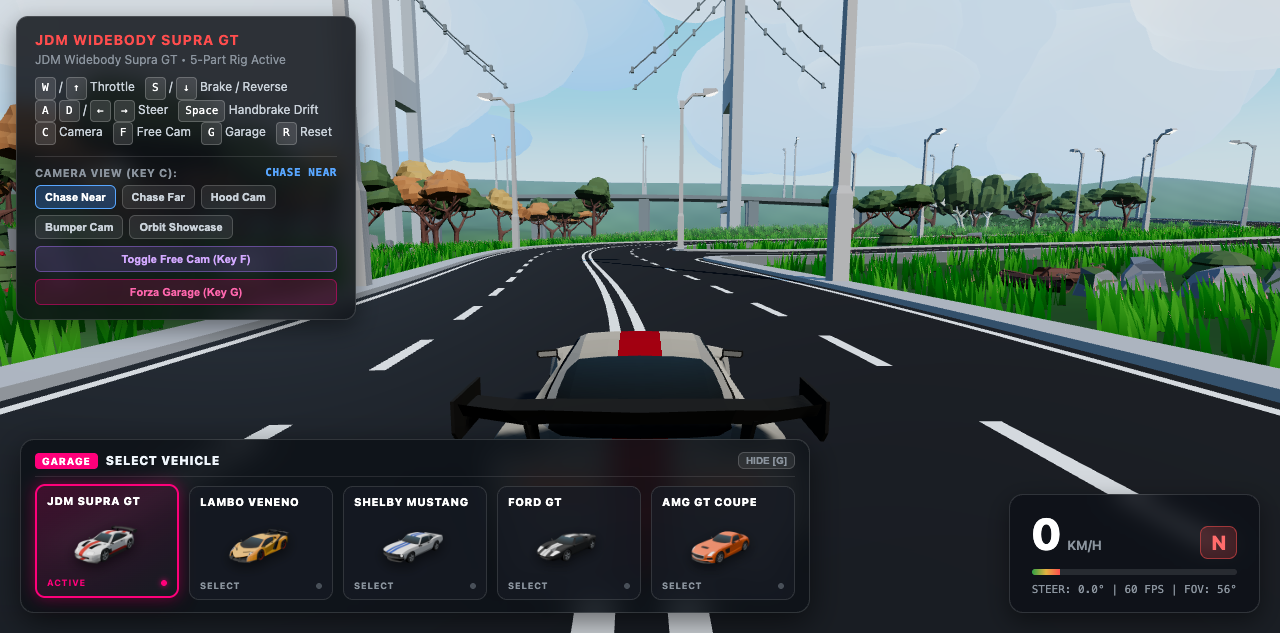 JDM WIDEBODY SUPRA GT
JDM Widebody Supra GT • 5-Part Rig Active
W / ↑ Throttle S / ↓ Brake / Reverse
A D / ← → Steer Space Handbrake Drift
C Camera F Free Cam G Garage R Reset
CAMERA VIEW (KEY C): CHASE NEAR
Chase Near Chase Far Hood Cam
Bumper Cam Orbit Showcase
Toggle Free Cam (Key F)
Forza Garage (Key G)
GARAGE SELECT VEHICLE HIDE [G]
JDM SUPRA GT LAMBO VENENO SHELBY MUSTANG FORD GT AMG GT COUPE
ACTIVE SELECT SELECT SELECT SELECT
0 KM/H N
STEER: 0.0° | 60 FPS | FOV: 56°